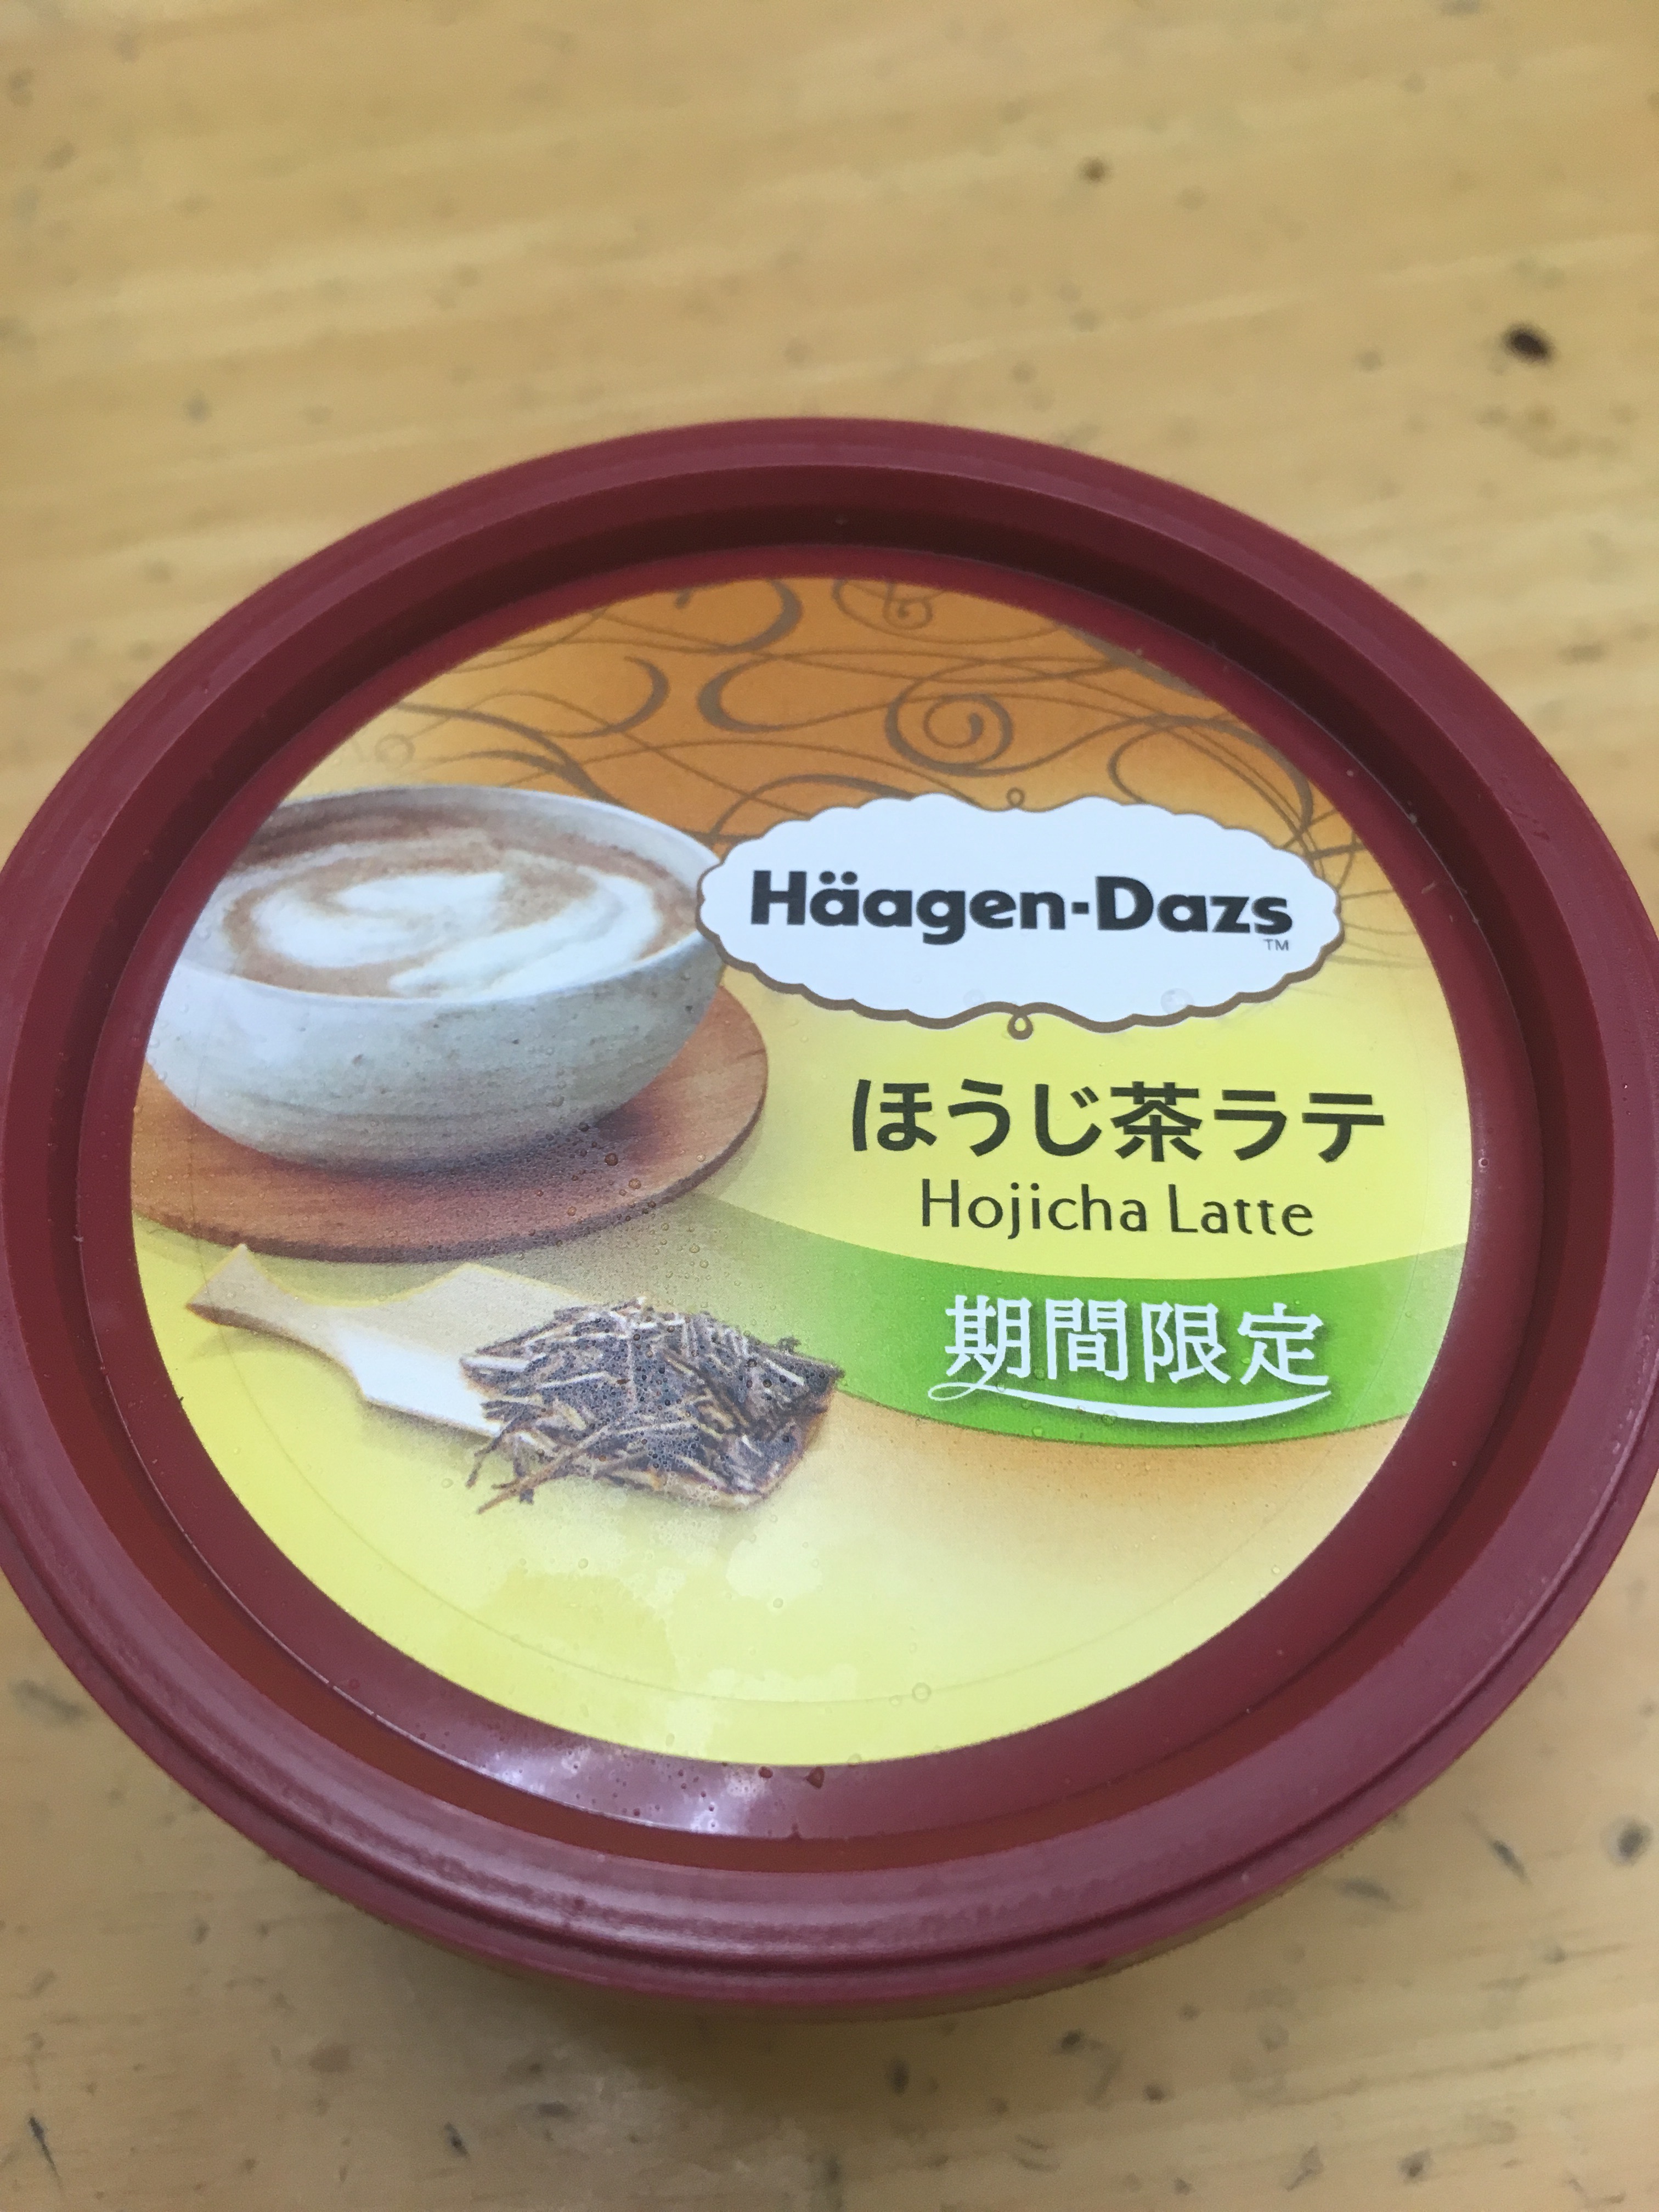 Häagen-Dazs
TM
ほうじ茶ラテ
Hojicha Latte
期間限定